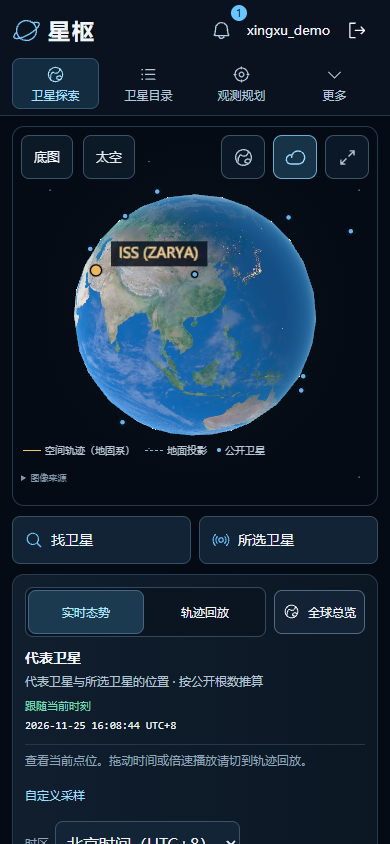 星枢
1
xingxu_demo
卫星探索
卫星目录
观测规划
更多
底图
太空
ISS (ZARYA)
空间轨迹（地固系）
地面投影
公开卫星
图像来源
找卫星
所选卫星
实时态势
轨迹回放
全球总览
代表卫星
代表卫星与所选卫星的位置 · 按公开根数推算
跟随当前时刻
2026-11-25 16:08:44 UTC+8
查看当前点位。拖动时间或倍速播放请切到轨迹回放。
自定义采样
时区
北京时间（UTC+8）